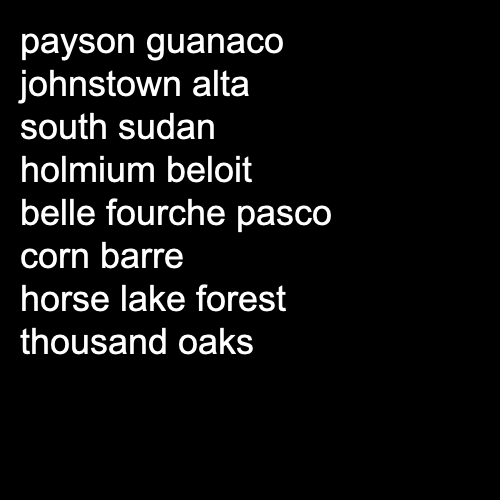 payson guanaco
johnstown alta
south sudan
holmium beloit
belle fourche pasco
corn barre
horse lake forest
thousand oaks